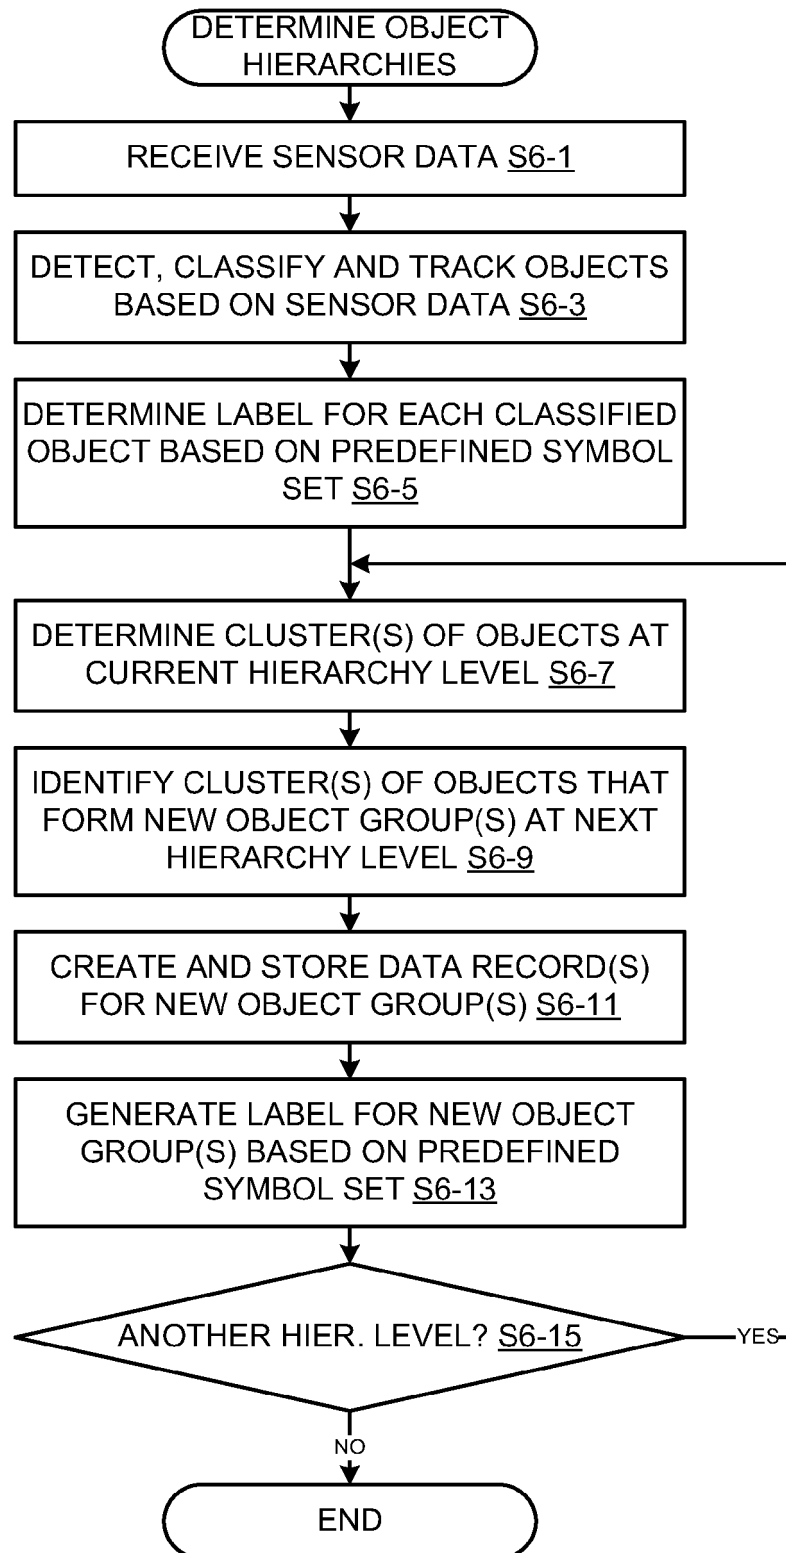 DETERMINE OBJECT
HIERARCHIES
RECEIVE SENSOR DATA S6-1
DETECT, CLASSIFY AND TRACK OBJECTS
BASED ON SENSOR DATA S6-3
DETERMINE LABEL FOR EACH CLASSIFIED
OBJECT BASED ON PREDEFINED SYMBOL
SET S6-5
DETERMINE CLUSTER(S) OF OBJECTS AT
CURRENT HIERARCHY LEVEL S6-7
IDENTIFY CLUSTER(S) OF OBJECTS THAT
FORM NEW OBJECT GROUP(S) AT NEXT
HIERARCHY LEVEL S6-9
CREATE AND STORE DATA RECORD(S)
FOR NEW OBJECT GROUP(S) S6-11
GENERATE LABEL FOR NEW OBJECT
GROUP(S) BASED ON PREDEFINED
SYMBOL SET S6-13
ANOTHER HIER. LEVEL? S6-15
YES
NO
END